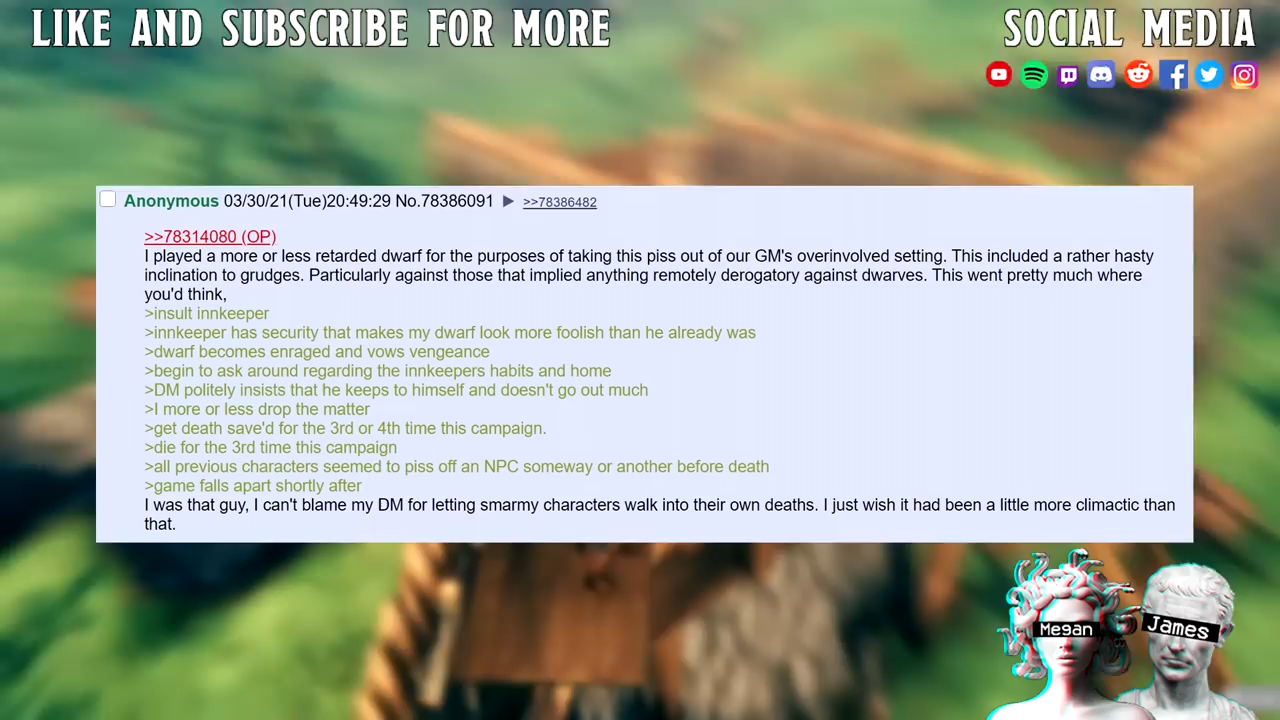 LIKE AND SUBSCRIBE FOR MORE
SOCIAL MEDIA
Anonymous 03/30/21(Tue)20:49:29 No.78386091 ▶ >>78386482
>>78314080 (OP)
I played a more or less retarded dwarf for the purposes of taking this piss out of our GM's overinvolved setting. This included a rather hasty
inclination to grudges. Particularly against those that implied anything remotely derogatory against dwarves. This went pretty much where
you'd think,
>insult innkeeper
>innkeeper has security that makes my dwarf look more foolish than he already was
>dwarf becomes enraged and vows vengeance
>begin to ask around regarding the innkeepers habits and home
>DM politely insists that he keeps to himself and doesn't go out much
>I more or less drop the matter
>get death save'd for the 3rd or 4th time this campaign.
>die for the 3rd time this campaign
>all previous characters seemed to piss off an NPC someway or another before death
>game falls apart shortly after
I was that guy, I can't blame my DM for letting smarmy characters walk into their own deaths. I just wish it had been a little more climactic than
that.
Megan
James